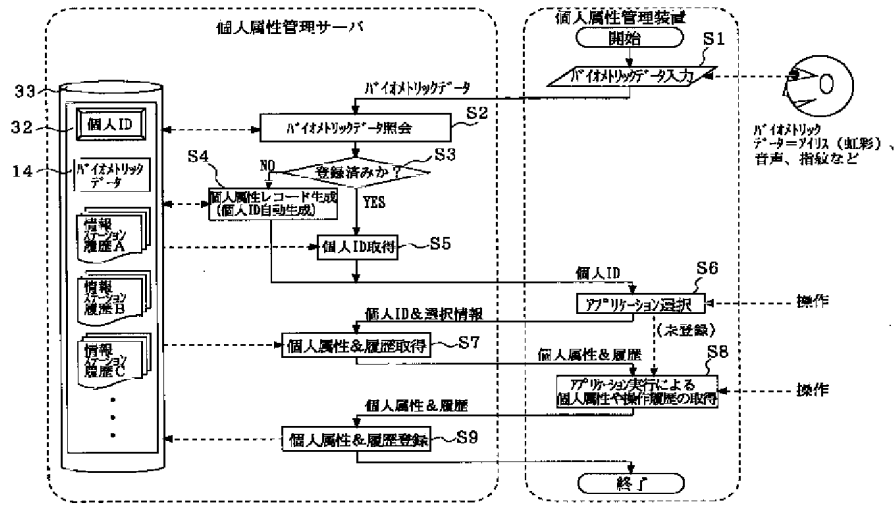 個人属性管理サーバ
個人属性管理装置
開始
S1
バイオメトリックデータ入力
バイオメトリック
データ＝アイリス（虹彩）、
音声、指紋など
バイオメトリックデータ
S2
バイオメトリックデータ照会
33
32
個人ID
14
バイオメトリック
データ
S3
登録済みか？
NO
YES
S4
個人属性レコード生成
(個人ID自動生成)
情報
ステーション
履歴A
S5
個人ID取得
個人ID
S6
アプリケーション選択
操作
情報
ステーション
履歴B
個人ID&選択情報
(未登録)
S7
個人属性&履歴取得
情報
ステーション
履歴C
個人属性&履歴
S8
アプリケーション実行による
個人属性や操作履歴の取得
操作
個人属性&履歴
S9
個人属性&履歴登録
終了